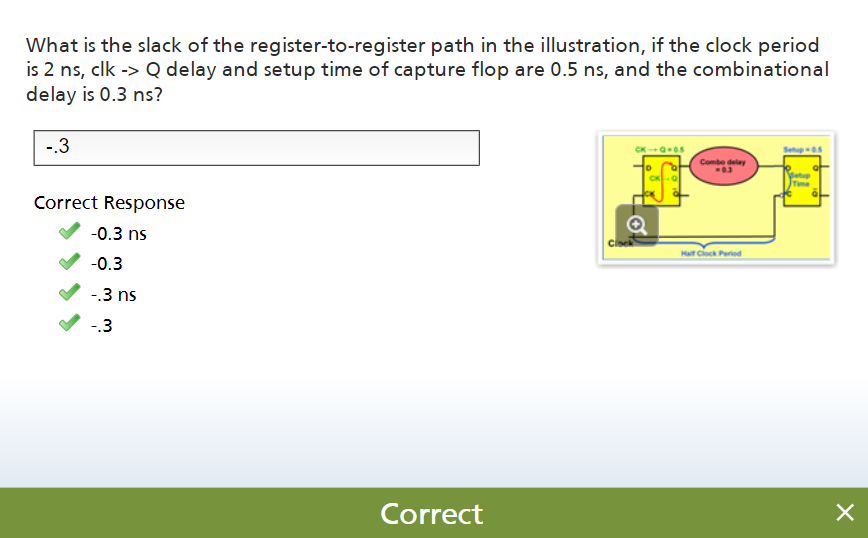 What is the slack of the register-to-register path in the illustration, if the clock period
is 2 ns, clk -> Q delay and setup time of capture flop are 0.5 ns, and the combinational
delay is 0.3 ns?
-.3
CK → Q = 0.5
Setup = 0.5
Combo delay
= 0.3
D
Q
D
Q
CK → Q
Setup
Time
CK
Q̅
C
Q̅
Clock
Half Clock Period
Correct Response
-0.3 ns
-0.3
-.3 ns
-.3
Correct